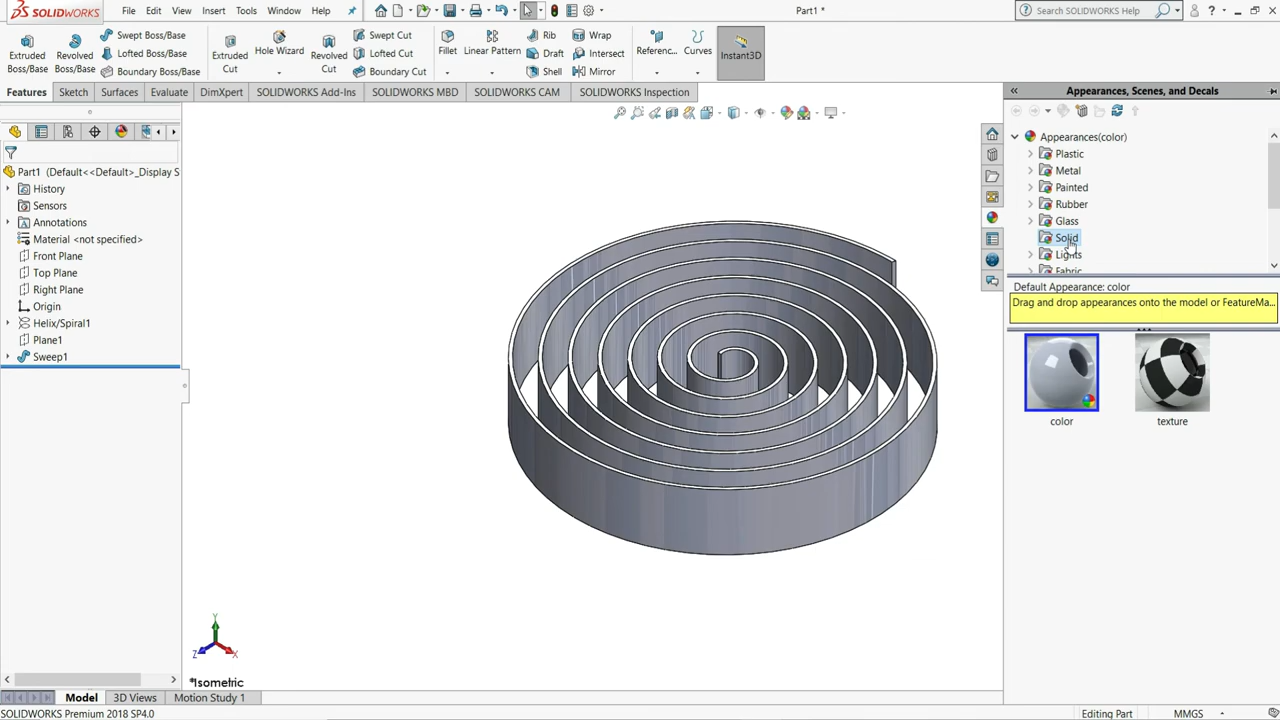 SOLIDWORKS
File Edit View Insert Tools Window Help
Part1 *
Search SOLIDWORKS Help
?
Extruded Boss/Base
Revolved Boss/Base
Swept Boss/Base
Lofted Boss/Base
Boundary Boss/Base
Extruded Cut
Hole Wizard
Revolved Cut
Swept Cut
Lofted Cut
Boundary Cut
Fillet
Linear Pattern
Rib
Draft
Shell
Wrap
Intersect
Mirror
Referenc...
Curves
Instant3D
Features Sketch Surfaces Evaluate DimXpert SOLIDWORKS Add-Ins SOLIDWORKS MBD SOLIDWORKS CAM SOLIDWORKS Inspection
Part1 (Default<<Default>_Display S
History
Sensors
Annotations
Material <not specified>
Front Plane
Top Plane
Right Plane
Origin
Helix/Spiral1
Plane1
Sweep1
Y
Z
X
*Isometric
Appearances, Scenes, and Decals
Appearances(color)
Plastic
Metal
Painted
Rubber
Glass
Solid
Lights
Fabric
Default Appearance: color
Drag and drop appearances onto the model or FeatureMa...
color
texture
Model 3D Views Motion Study 1
SOLIDWORKS Premium 2018 SP4.0
Editing Part
MMGS